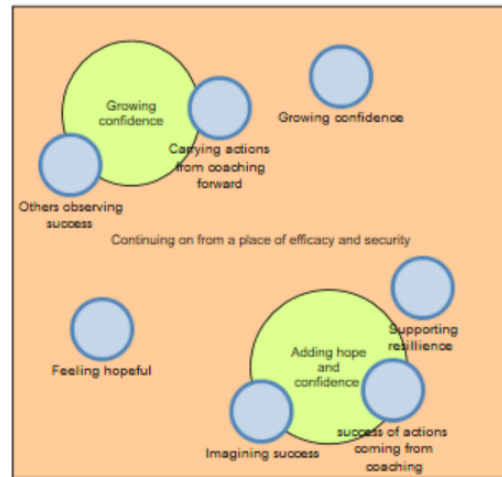 Growing
confidence
Growing confidence
Carrying actions
from coaching
forward
Others observing
success
Continuing on from a place of efficacy and security
Supporting
resillience
Adding hope
and
confidence
Feeling hopeful
success of actions
coming from
coaching
Imagining success